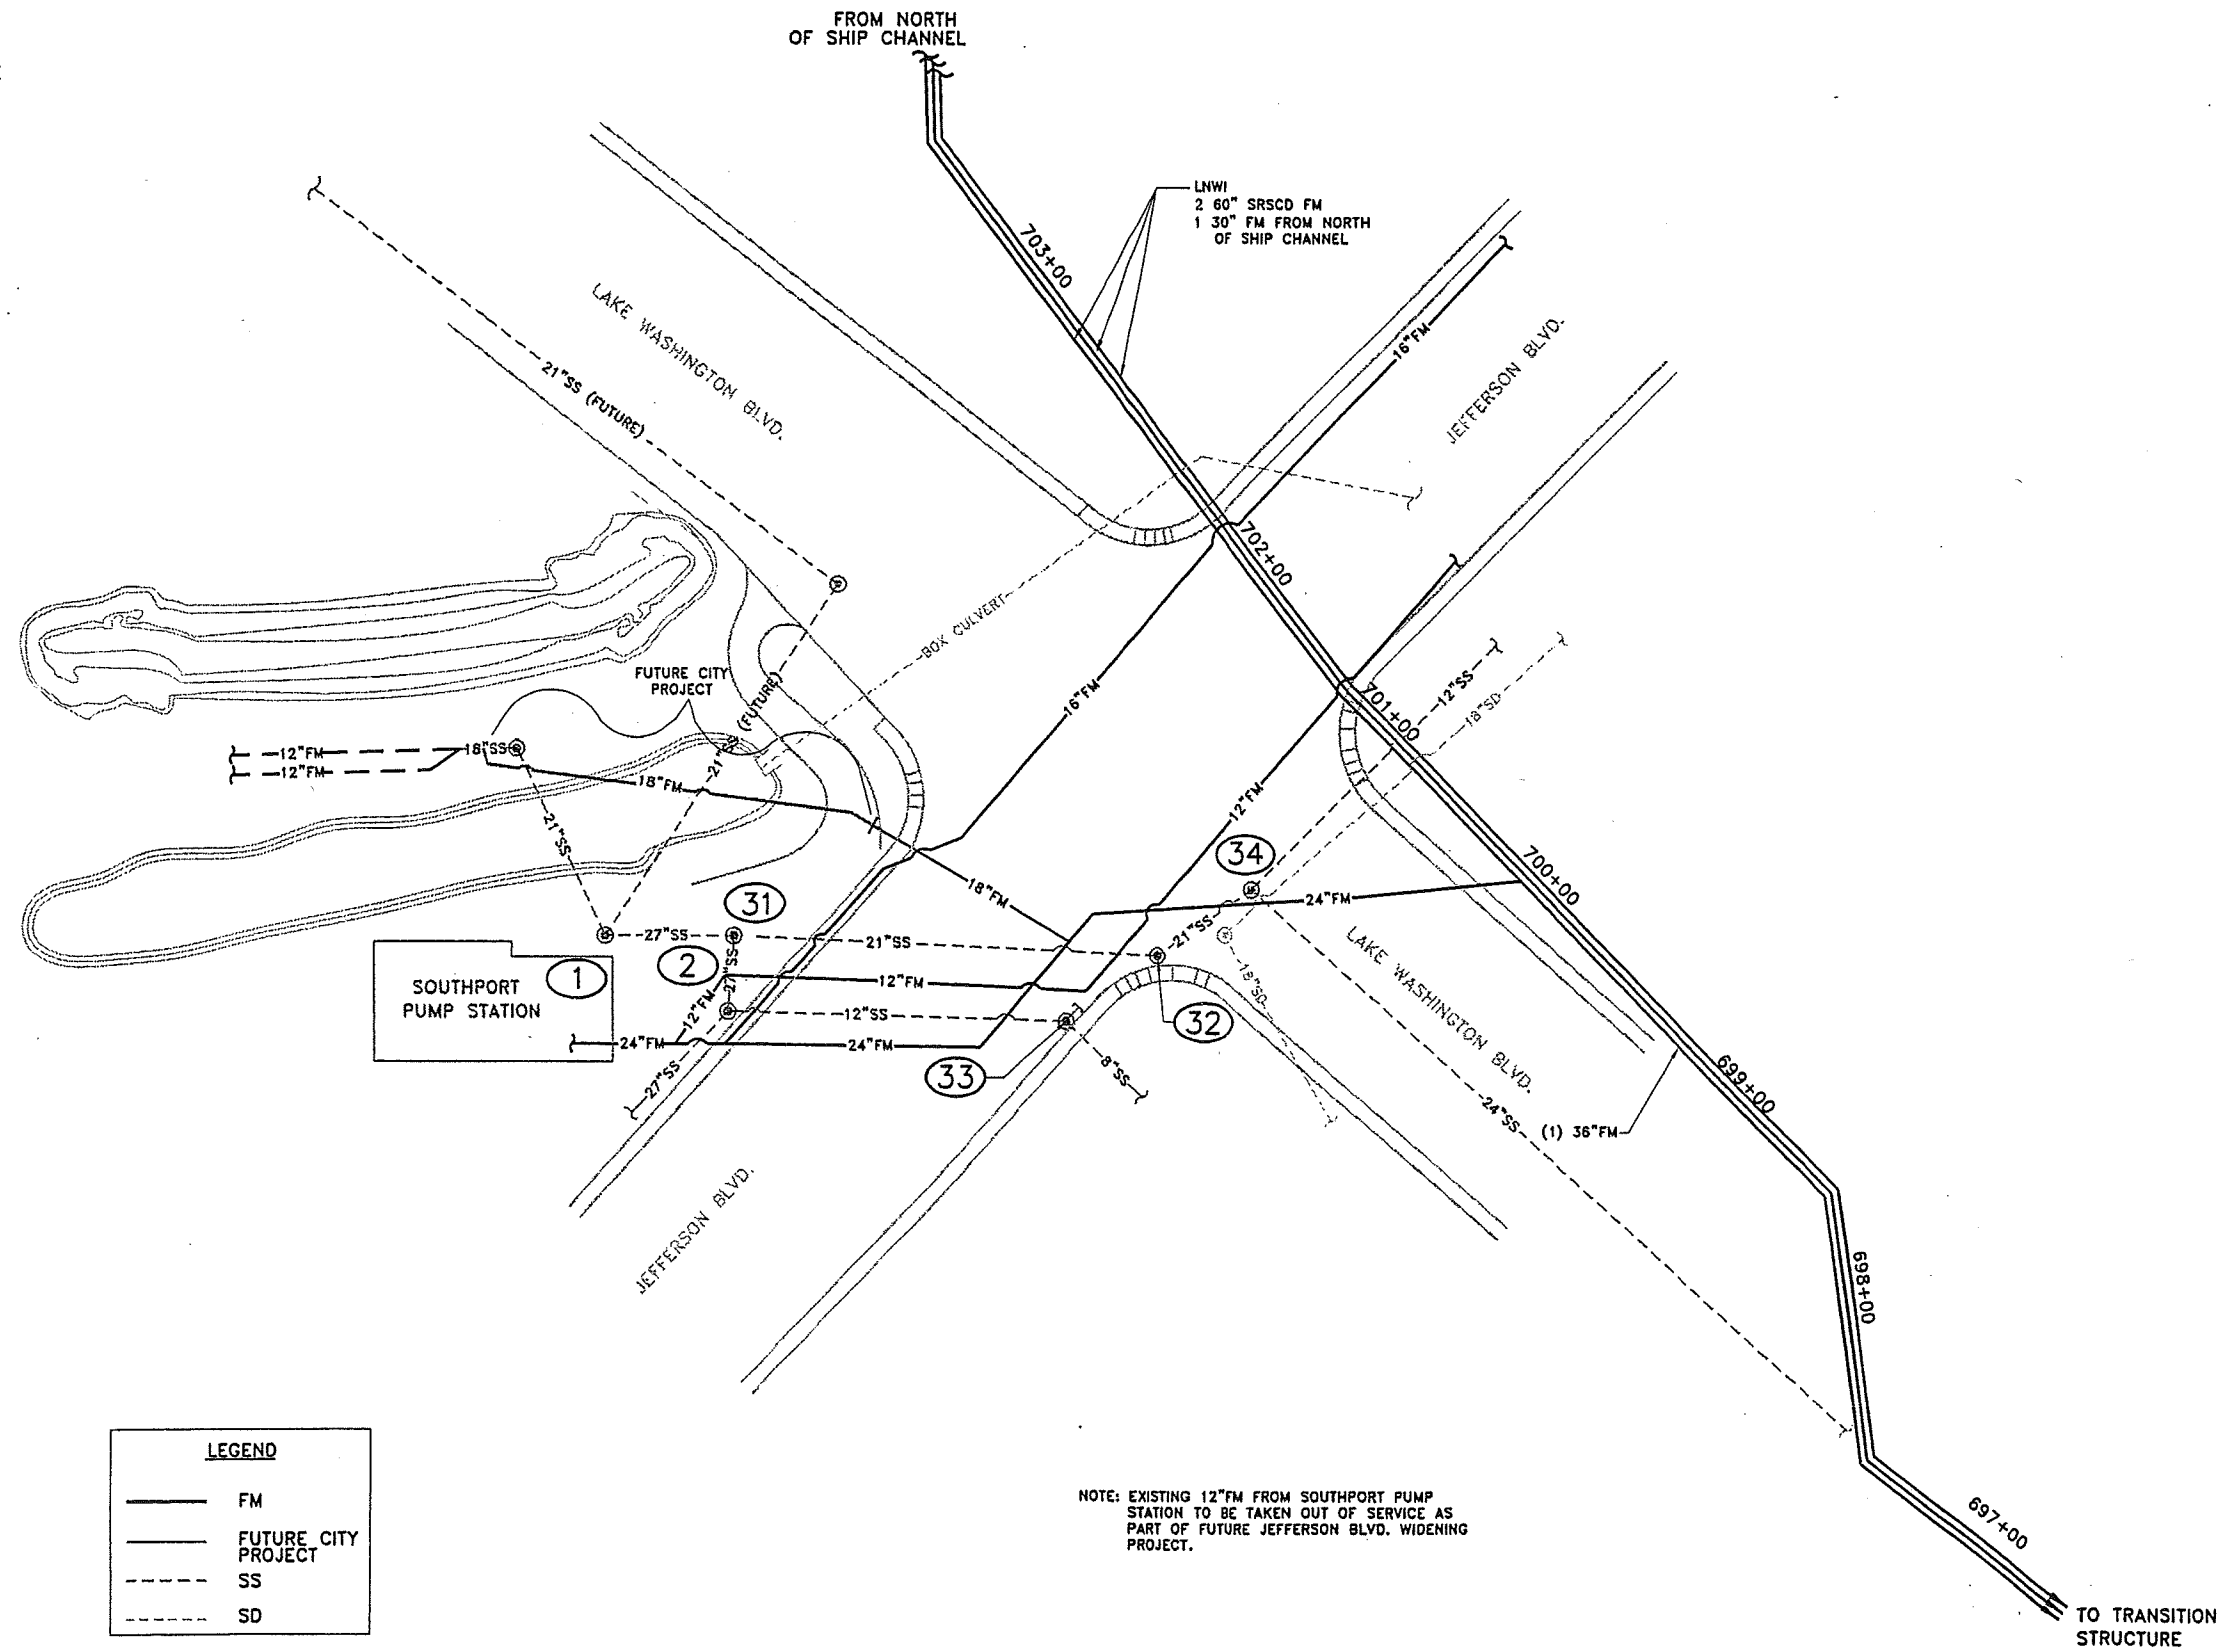 FROM NORTH
OF SHIP CHANNEL
LNWI
2 60" SRSCD FM
1 30" FM FROM NORTH
OF SHIP CHANNEL
703+00
16"FM
JEFFERSON BLVD.
LAKE WASHINGTON BLVD.
21"SS (FUTURE)
702+00
BOX CULVERT
FUTURE CITY
PROJECT
21"SS (FUTURE)
16"FM
12"SS
18"SD
701+00
12"FM
18"SS
12"FM
18"FM
21"SS
12"FM
34
700+00
18"FM
24"FM
31
27"SS
21"SS
21"SS
LAKE WASHINGTON BLVD.
2
27"SS
1
SOUTHPORT
PUMP STATION
12"FM
12"FM
18"SD
12"SS
32
24"FM
24"FM
33
8"SS
27"SS
699+00
24"SS
(1) 36"FM
JEFFERSON BLVD.
698+00
LEGEND
FM
FUTURE CITY
PROJECT
SS
SD
NOTE: EXISTING 12"FM FROM SOUTHPORT PUMP
STATION TO BE TAKEN OUT OF SERVICE AS
PART OF FUTURE JEFFERSON BLVD. WIDENING
PROJECT.
697+00
TO TRANSITION
STRUCTURE